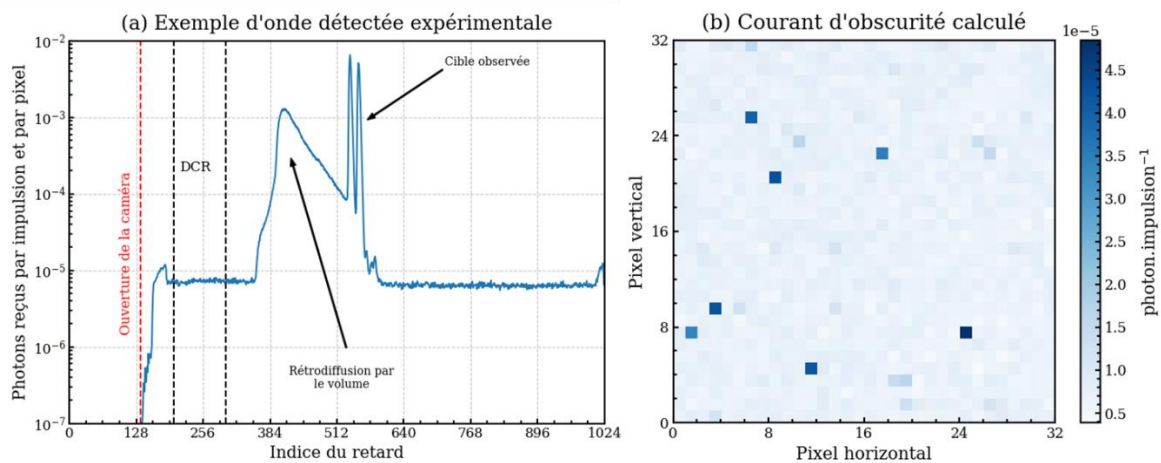 (a) Exemple d'onde détectée expérimentale
Photons reçus par impulsion et par pixel
10⁻²
10⁻³
10⁻⁴
10⁻⁵
10⁻⁶
10⁻⁷
Ouverture de la caméra
DCR
Cible observée
Rétrodiffusion par
le volume
0 128 256 384 512 640 768 896 1024
Indice du retard
(b) Courant d'obscurité calculé
Pixel vertical
32
24
16
8
0
0 8 16 24 32
Pixel horizontal
1e−5
4.5
4.0
3.5
3.0
2.5
2.0
1.5
1.0
0.5
photon.impulsion⁻¹